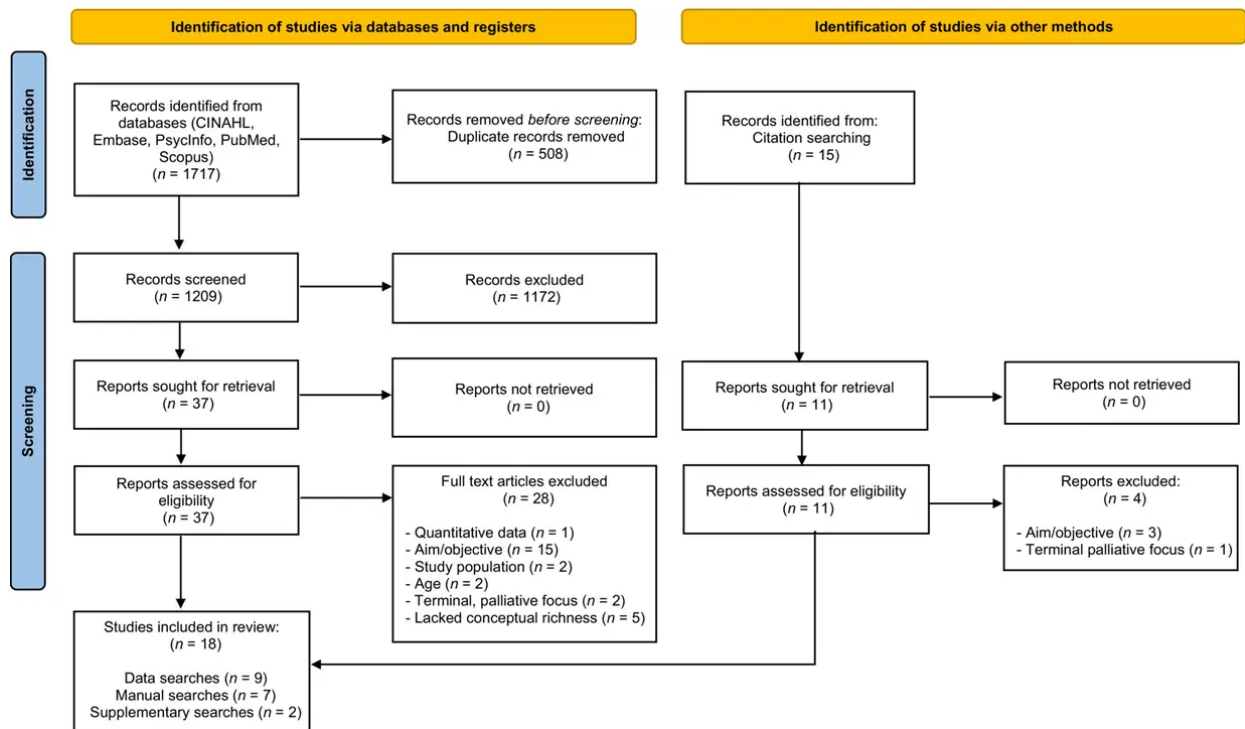 Identification of studies via databases and registers
Identification of studies via other methods
Identification
Records identified from
databases (CINAHL,
Embase, PsycInfo, PubMed,
Scopus)
(n = 1717)
Records removed before screening:
Duplicate records removed
(n = 508)
Records identified from:
Citation searching
(n = 15)
Screening
Records screened
(n = 1209)
Records excluded
(n = 1172)
Reports sought for retrieval
(n = 37)
Reports not retrieved
(n = 0)
Reports sought for retrieval
(n = 11)
Reports not retrieved
(n = 0)
Reports assessed for
eligibility
(n = 37)
Full text articles excluded
(n = 28)
- Quantitative data (n = 1)
- Aim/objective (n = 15)
- Study population (n = 2)
- Age (n = 2)
- Terminal, palliative focus (n = 2)
- Lacked conceptual richness (n = 5)
Reports assessed for eligibility
(n = 11)
Reports excluded:
(n = 4)
- Aim/objective (n = 3)
- Terminal palliative focus (n = 1)
Studies included in review:
(n = 18)
Data searches (n = 9)
Manual searches (n = 7)
Supplementary searches (n = 2)